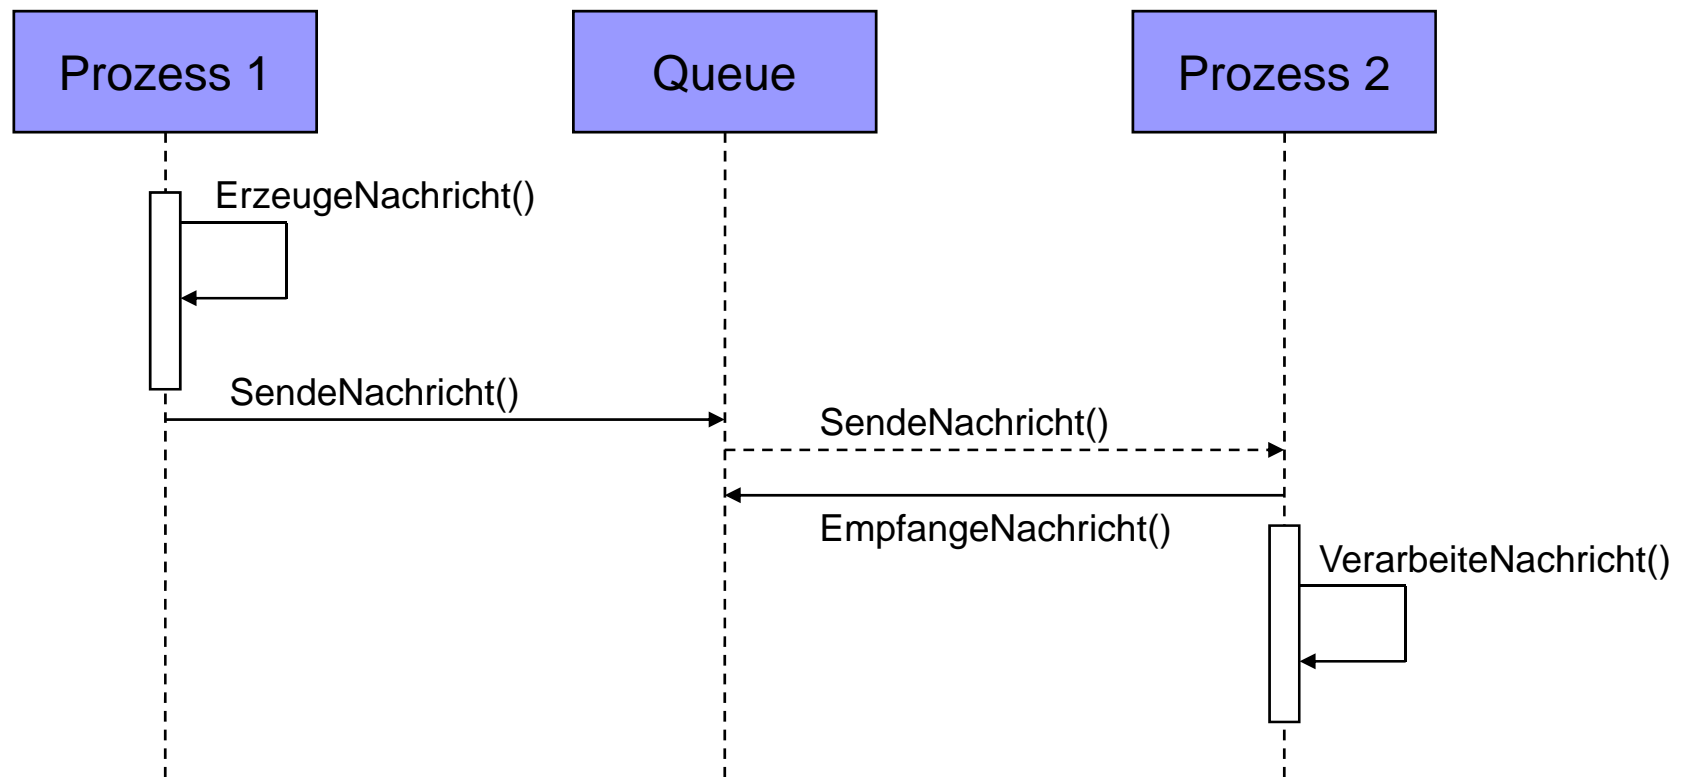 Prozess 1
Queue
Prozess 2
ErzeugeNachricht()
SendeNachricht()
SendeNachricht()
EmpfangeNachricht()
VerarbeiteNachricht()